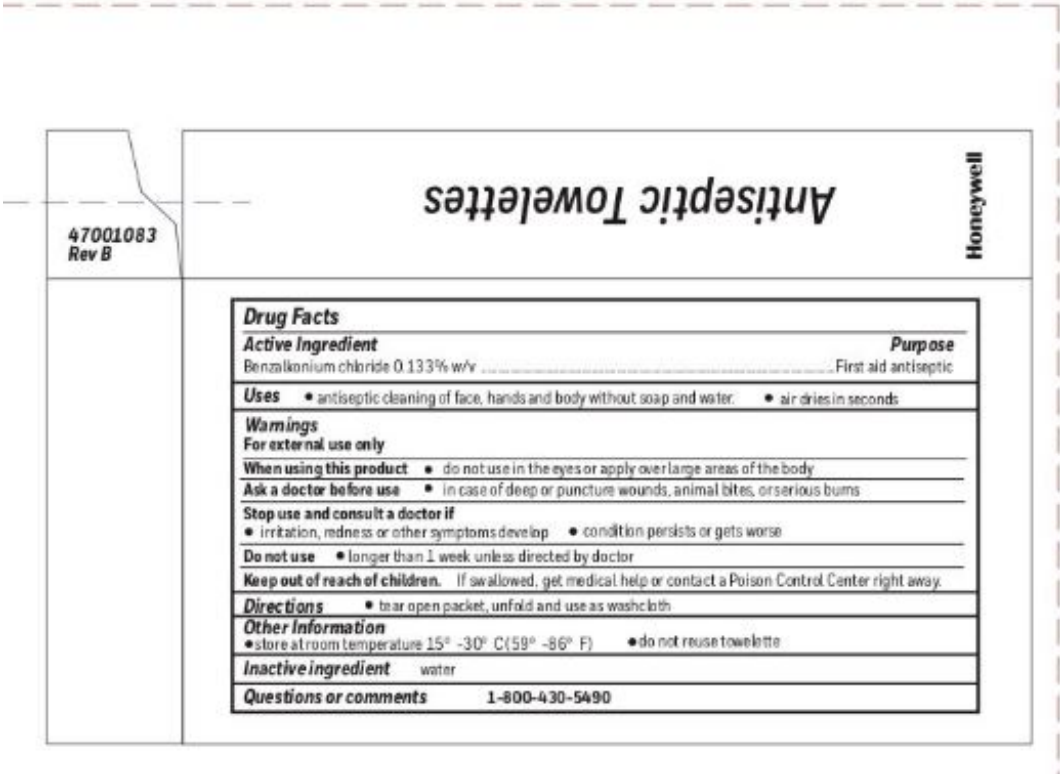 Antiseptic Towelettes
Honeywell
47001083
Rev B
Drug Facts
Active Ingredient Purpose
Benzalkonium chloride 0.133% w/v ........ First aid antiseptic
Uses • antiseptic cleaning of face, hands and body without soap and water. • air dries in seconds
Warnings
For external use only
When using this product • do not use in the eyes or apply over large areas of the body
Ask a doctor before use • in case of deep or puncture wounds, animal bites, or serious burns
Stop use and consult a doctor if
• irritation, redness or other symptoms develop • condition persists or gets worse
Do not use • longer than 1 week unless directed by doctor
Keep out of reach of children. If swallowed, get medical help or contact a Poison Control Center right away.
Directions • tear open packet, unfold and use as washcloth
Other Information
• store at room temperature 15° -30° C(59° -86° F) • do not reuse towelette
Inactive ingredient water
Questions or comments 1-800-430-5490